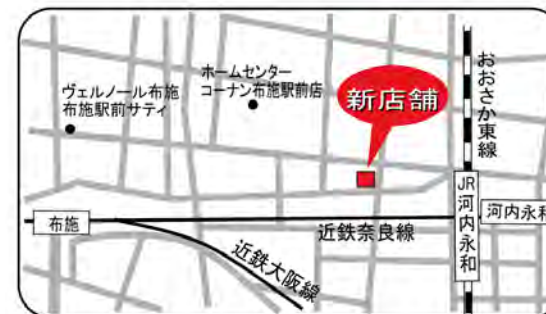 ヴェルノール布施
布施駅前サティ
ホームセンター
コーナン布施駅前店
新店舗
おおさか東線
JR河内永和
河内永和
布施
近鉄奈良線
近鉄大阪線